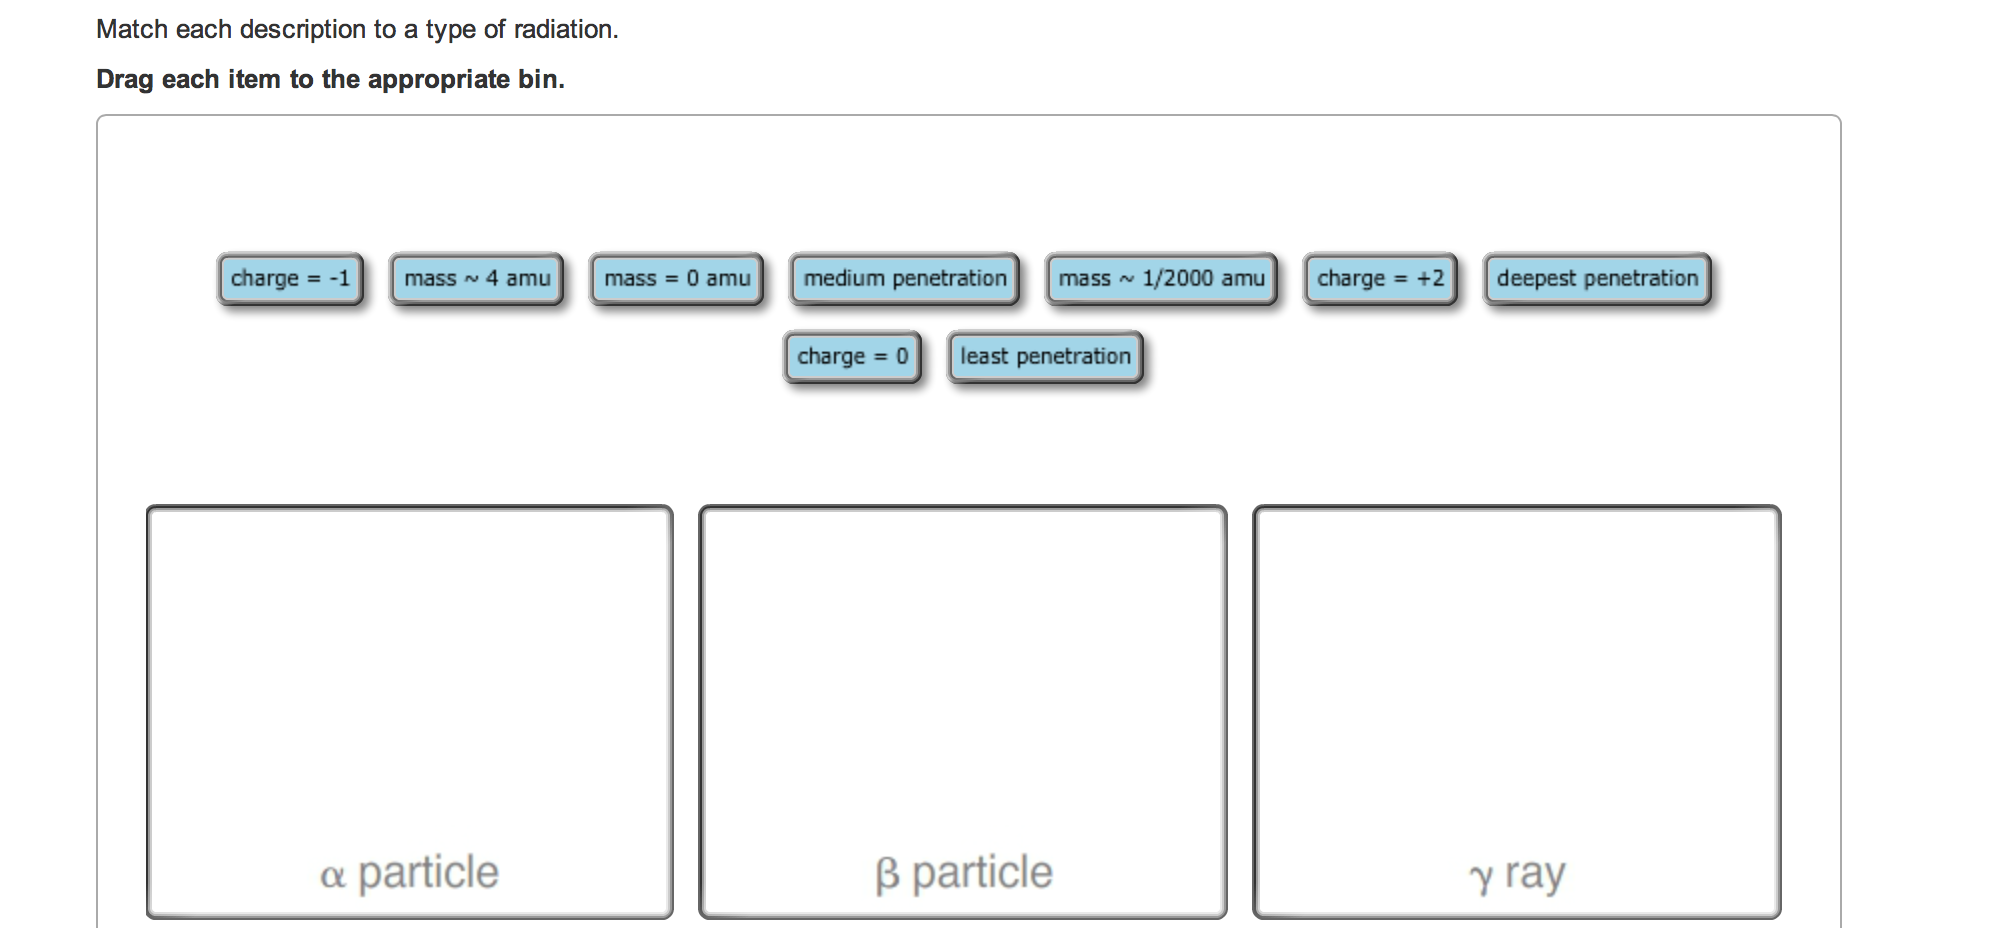 Match each description to a type of radiation.
Drag each item to the appropriate bin.
charge = -1 mass ~ 4 amu mass = 0 amu medium penetration mass ~ 1/2000 amu charge = +2 deepest penetration
charge = 0 least penetration
α particle β particle γ ray